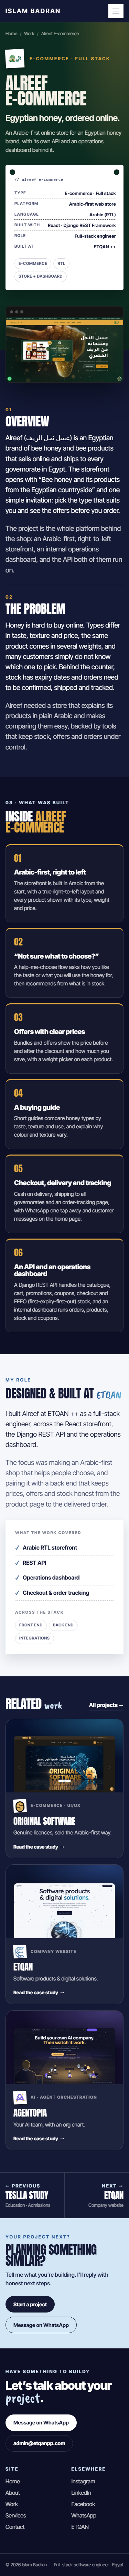 ISLAM BADRAN
Home / Work / Alreef E-commerce
E-COMMERCE · FULL STACK
ALREEF
E-COMMERCE
Egyptian honey, ordered online.
An Arabic-first online store for an Egyptian honey
brand, with its own API and an operations
dashboard behind it.
// alreef e-commerce
TYPE E-commerce · Full stack
PLATFORM Arabic-first web store
LANGUAGE Arabic (RTL)
BUILT WITH React · Django REST Framework
ROLE Full-stack engineer
BUILT AT ETQAN ++
E-COMMERCE RTL
STORE + DASHBOARD
01
OVERVIEW
Alreef (عسل نحل الريف) is an Egyptian
brand of bee honey and bee products
that sells online and ships to every
governorate in Egypt. The storefront
opens with “Bee honey and its products
from the Egyptian countryside” and one
simple invitation: pick the type that suits
you and see the offers before you order.
The project is the whole platform behind
the shop: an Arabic-first, right-to-left
storefront, an internal operations
dashboard, and the API both of them run
on.
02
THE PROBLEM
Honey is hard to buy online. Types differ
in taste, texture and price, the same
product comes in several weights, and
many customers don’t know which one
to pick. Behind the counter,
stock has expiry dates and orders need
to be confirmed, shipped and tracked.
Alreef needed a store that explains its
products in plain Arabic and makes
comparing them easy, backed by tools
that keep stock, offers and orders under
control.
03 · WHAT WAS BUILT
INSIDE ALREEF
E-COMMERCE
01
Arabic-first, right to left
The storefront is built in Arabic from the
start, with a true right-to-left layout and
every product shown with its type, weight
and price.
02
“Not sure what to choose?”
A help-me-choose flow asks how you like
your honey or what you want the honey for,
then recommends from what is in stock.
03
Offers with clear prices
Bundles and offers show the price before
and after the discount and how much you
save, with a weight picker on each product.
04
A buying guide
Short guides compare honey types by
taste, texture and use, and explain why
colour and texture vary.
05
Checkout, delivery and tracking
Cash on delivery, shipping to all
governorates and an order-tracking page,
with WhatsApp one tap away and customer
messages on the home page.
06
An API and an operations
dashboard
A Django REST API handles the catalogue,
cart, promotions, coupons, checkout and
FEFO (first-expiry-first-out) stock, and an
internal dashboard runs orders, products,
stock and coupons.
MY ROLE
DESIGNED & BUILT AT ETQAN
I built Alreef at ETQAN ++ as a full-stack
engineer, across the React storefront,
the Django REST API and the operations
dashboard.
The focus was making an Arabic-first
shop that helps people choose, and
pairing it with a back end that keeps
prices, offers and stock honest from the
product page to the delivered order.
WHAT THE WORK COVERED
✓ Arabic RTL storefront
✓ REST API
✓ Operations dashboard
✓ Checkout & order tracking
ACROSS THE STACK
FRONT END BACK END
INTEGRATIONS
RELATED work
All projects →
ORIGINAL SOFTWARE
E-COMMERCE · UI/UX
ORIGINAL SOFTWARE
Genuine licences, sold the Arabic-first way.
Read the case study →
Software products
& digital solutions.
COMPANY WEBSITE
ETQAN
Software products & digital solutions.
Read the case study →
Build your AI company.
Then watch it work.
AI · AGENT ORCHESTRATION
AGENTOPIA
Your AI team, with an org chart.
Read the case study →
← PREVIOUS
TESLLA STUDY
Education · Admissions
NEXT →
ETQAN
Company website
YOUR PROJECT NEXT?
PLANNING SOMETHING
SIMILAR?
Tell me what you’re building. I’ll reply with
honest next steps.
Start a project
Message on WhatsApp
HAVE SOMETHING TO BUILD?
Let’s talk about your
project.
Message on WhatsApp
admin@etqanpp.com
SITE
Home
About
Work
Services
Contact
ELSEWHERE
Instagram
LinkedIn
Facebook
WhatsApp
ETQAN
© 2026 Islam Badran
Full-stack software engineer · Egypt